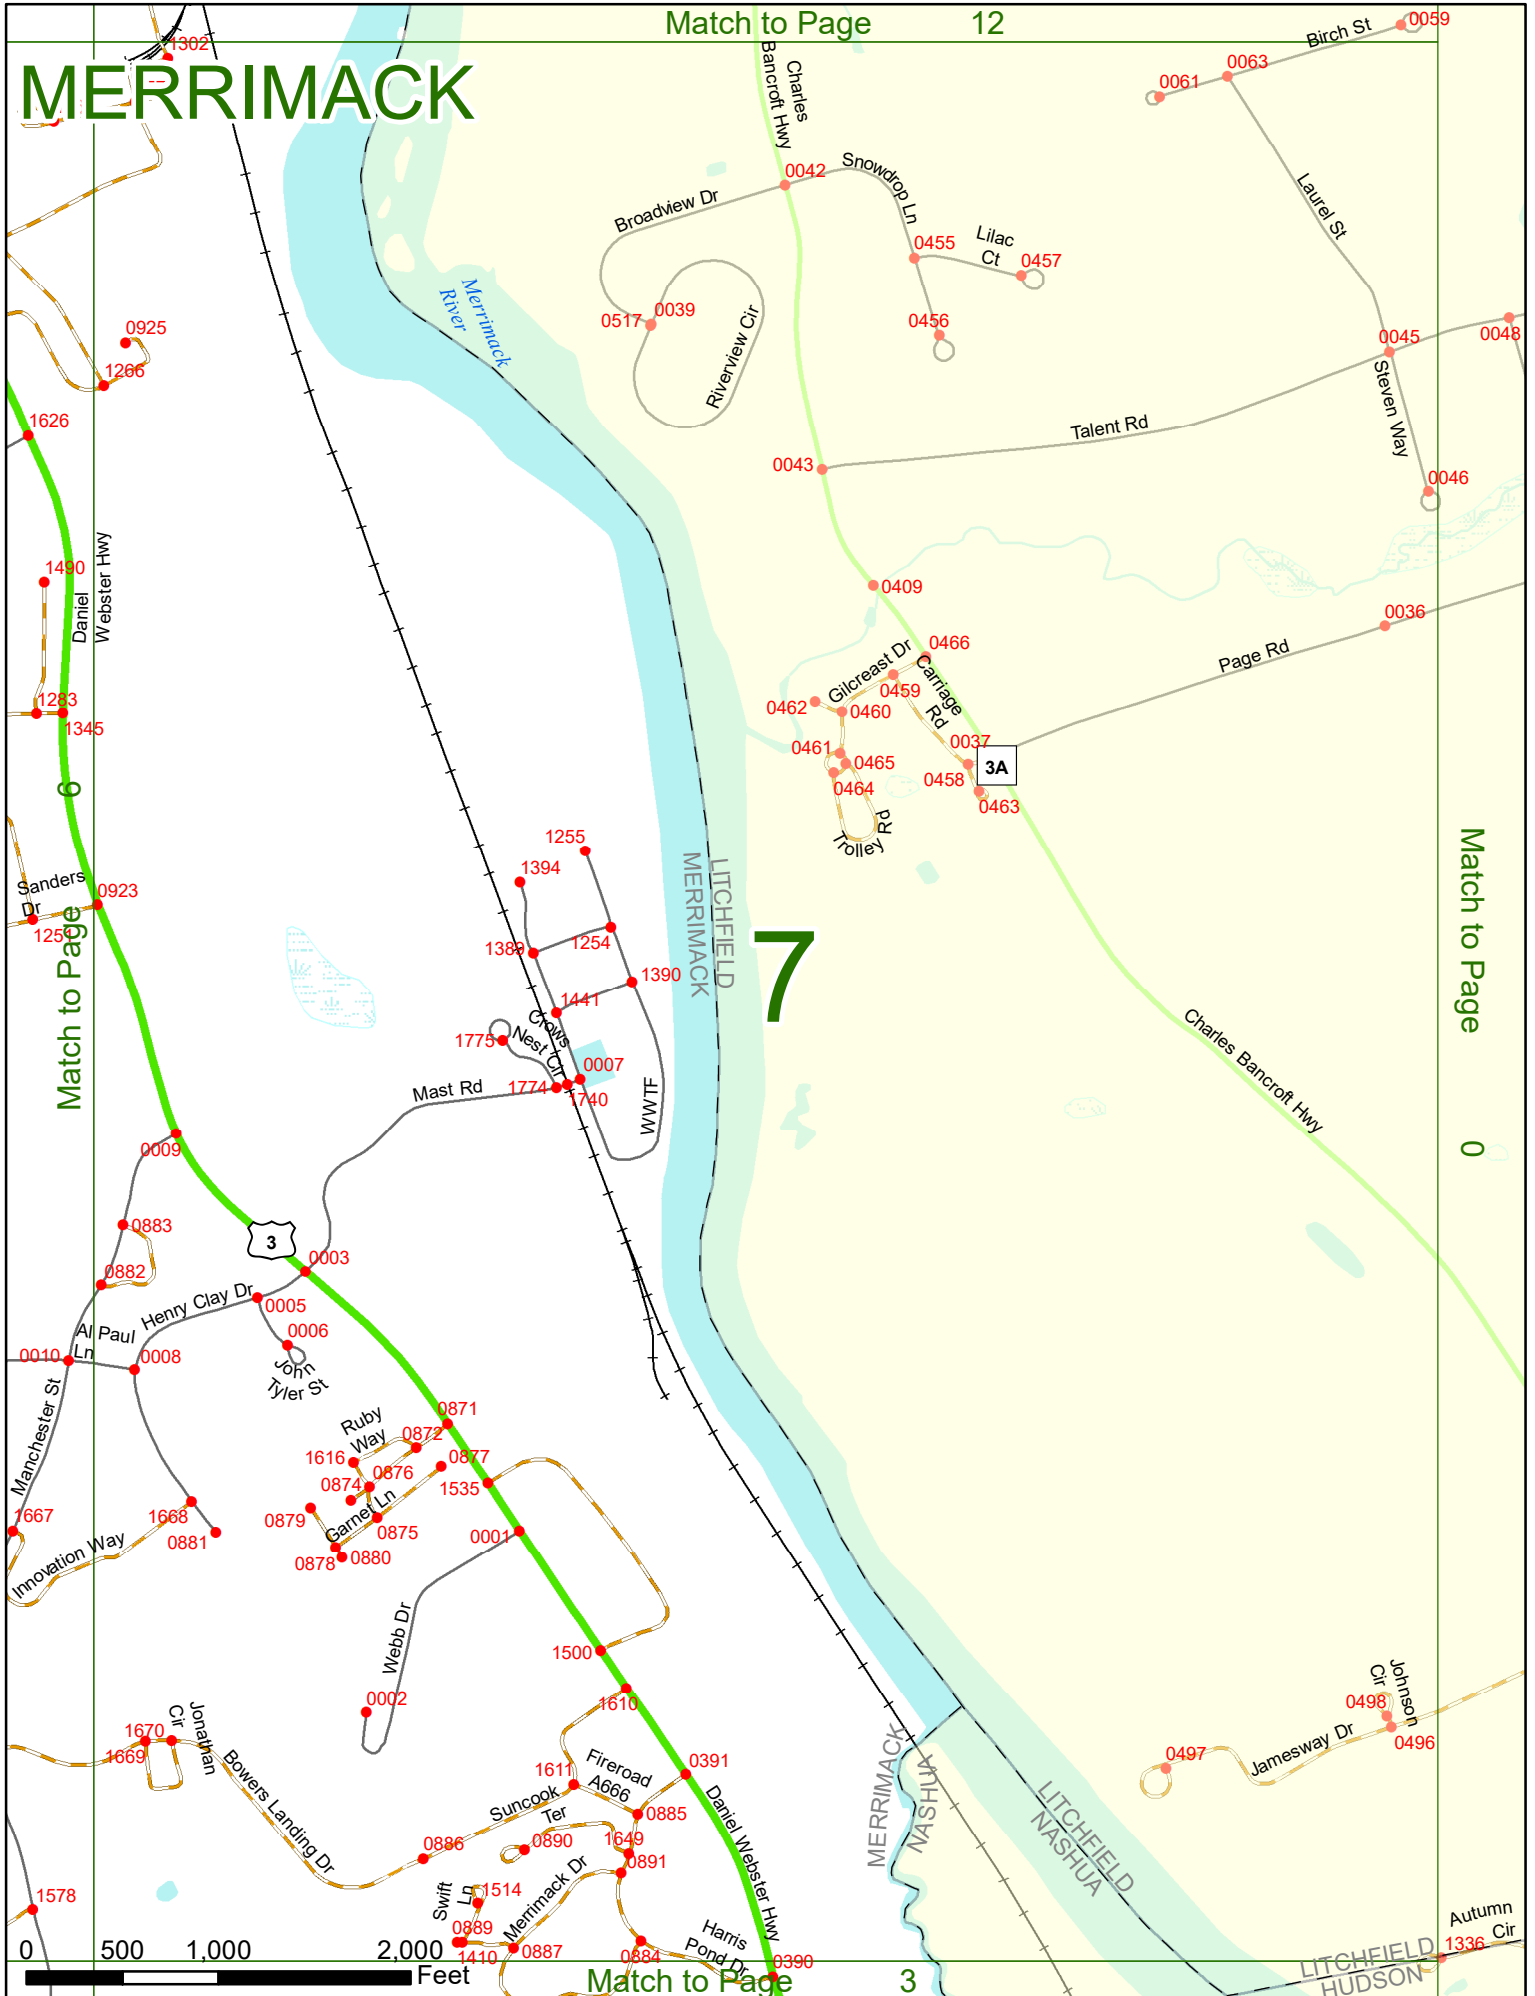 Match to Page 12
MERRIMACK
1302
Birch St
0059
0063
0061
Charles
Bancroft Hwy
0042
Snowdrop Ln
Broadview Dr
Laurel St
0455
Lilac
Ct
0457
Merrimack
River
0517
0039
0456
Riverview Cir
0045
0048
0925
1266
Steven Way
1626
Talent Rd
0043
0046
1490
Daniel
Webster Hwy
0409
0036
0466
Gilcreast Dr
Carriage
Rd
Page Rd
0459
0462
0460
1283
1345
0461
0465
0037
0458
3A
0464
0463
Trolley Rd
1255
1394
Sanders
Dr
0923
1251
Match to Page 6
MERRIMACK
LITCHFIELD
7
Match to Page 0
1389
1254
1390
1441
Crows
Nest Cir
1775
0007
1774
1740
Mast Rd
WWTF
Charles Bancroft Hwy
0009
0883
3
0003
0882
Henry Clay Dr
0005
Al Paul
Ln
0006
0010
0008
John
Tyler St
Manchester St
0871
Ruby
Way
0872
1616
0877
0876
0874
1535
Garnet Ln
0879
0875
0001
1667
1668
0881
0878
0880
Innovation Way
Webb Dr
1500
1610
0002
Johnson
Cir
0498
0496
1670
1669
Jonathan
Cir
Bowers Landing Dr
0497
Jamesway Dr
0391
Fireroad
A666
1611
Suncook
Ter
0885
MERRIMACK
NASHUA
LITCHFIELD
NASHUA
Daniel Webster Hwy
0886
0890
1649
0891
Merrimack Dr
Swift
Ln
1514
1578
0889
1410
0887
0884
Harris
Pond Dr
0390
Autumn
Cir
1336
LITCHFIELD
HUDSON
0 500 1,000 2,000
Feet
Match to Page 3